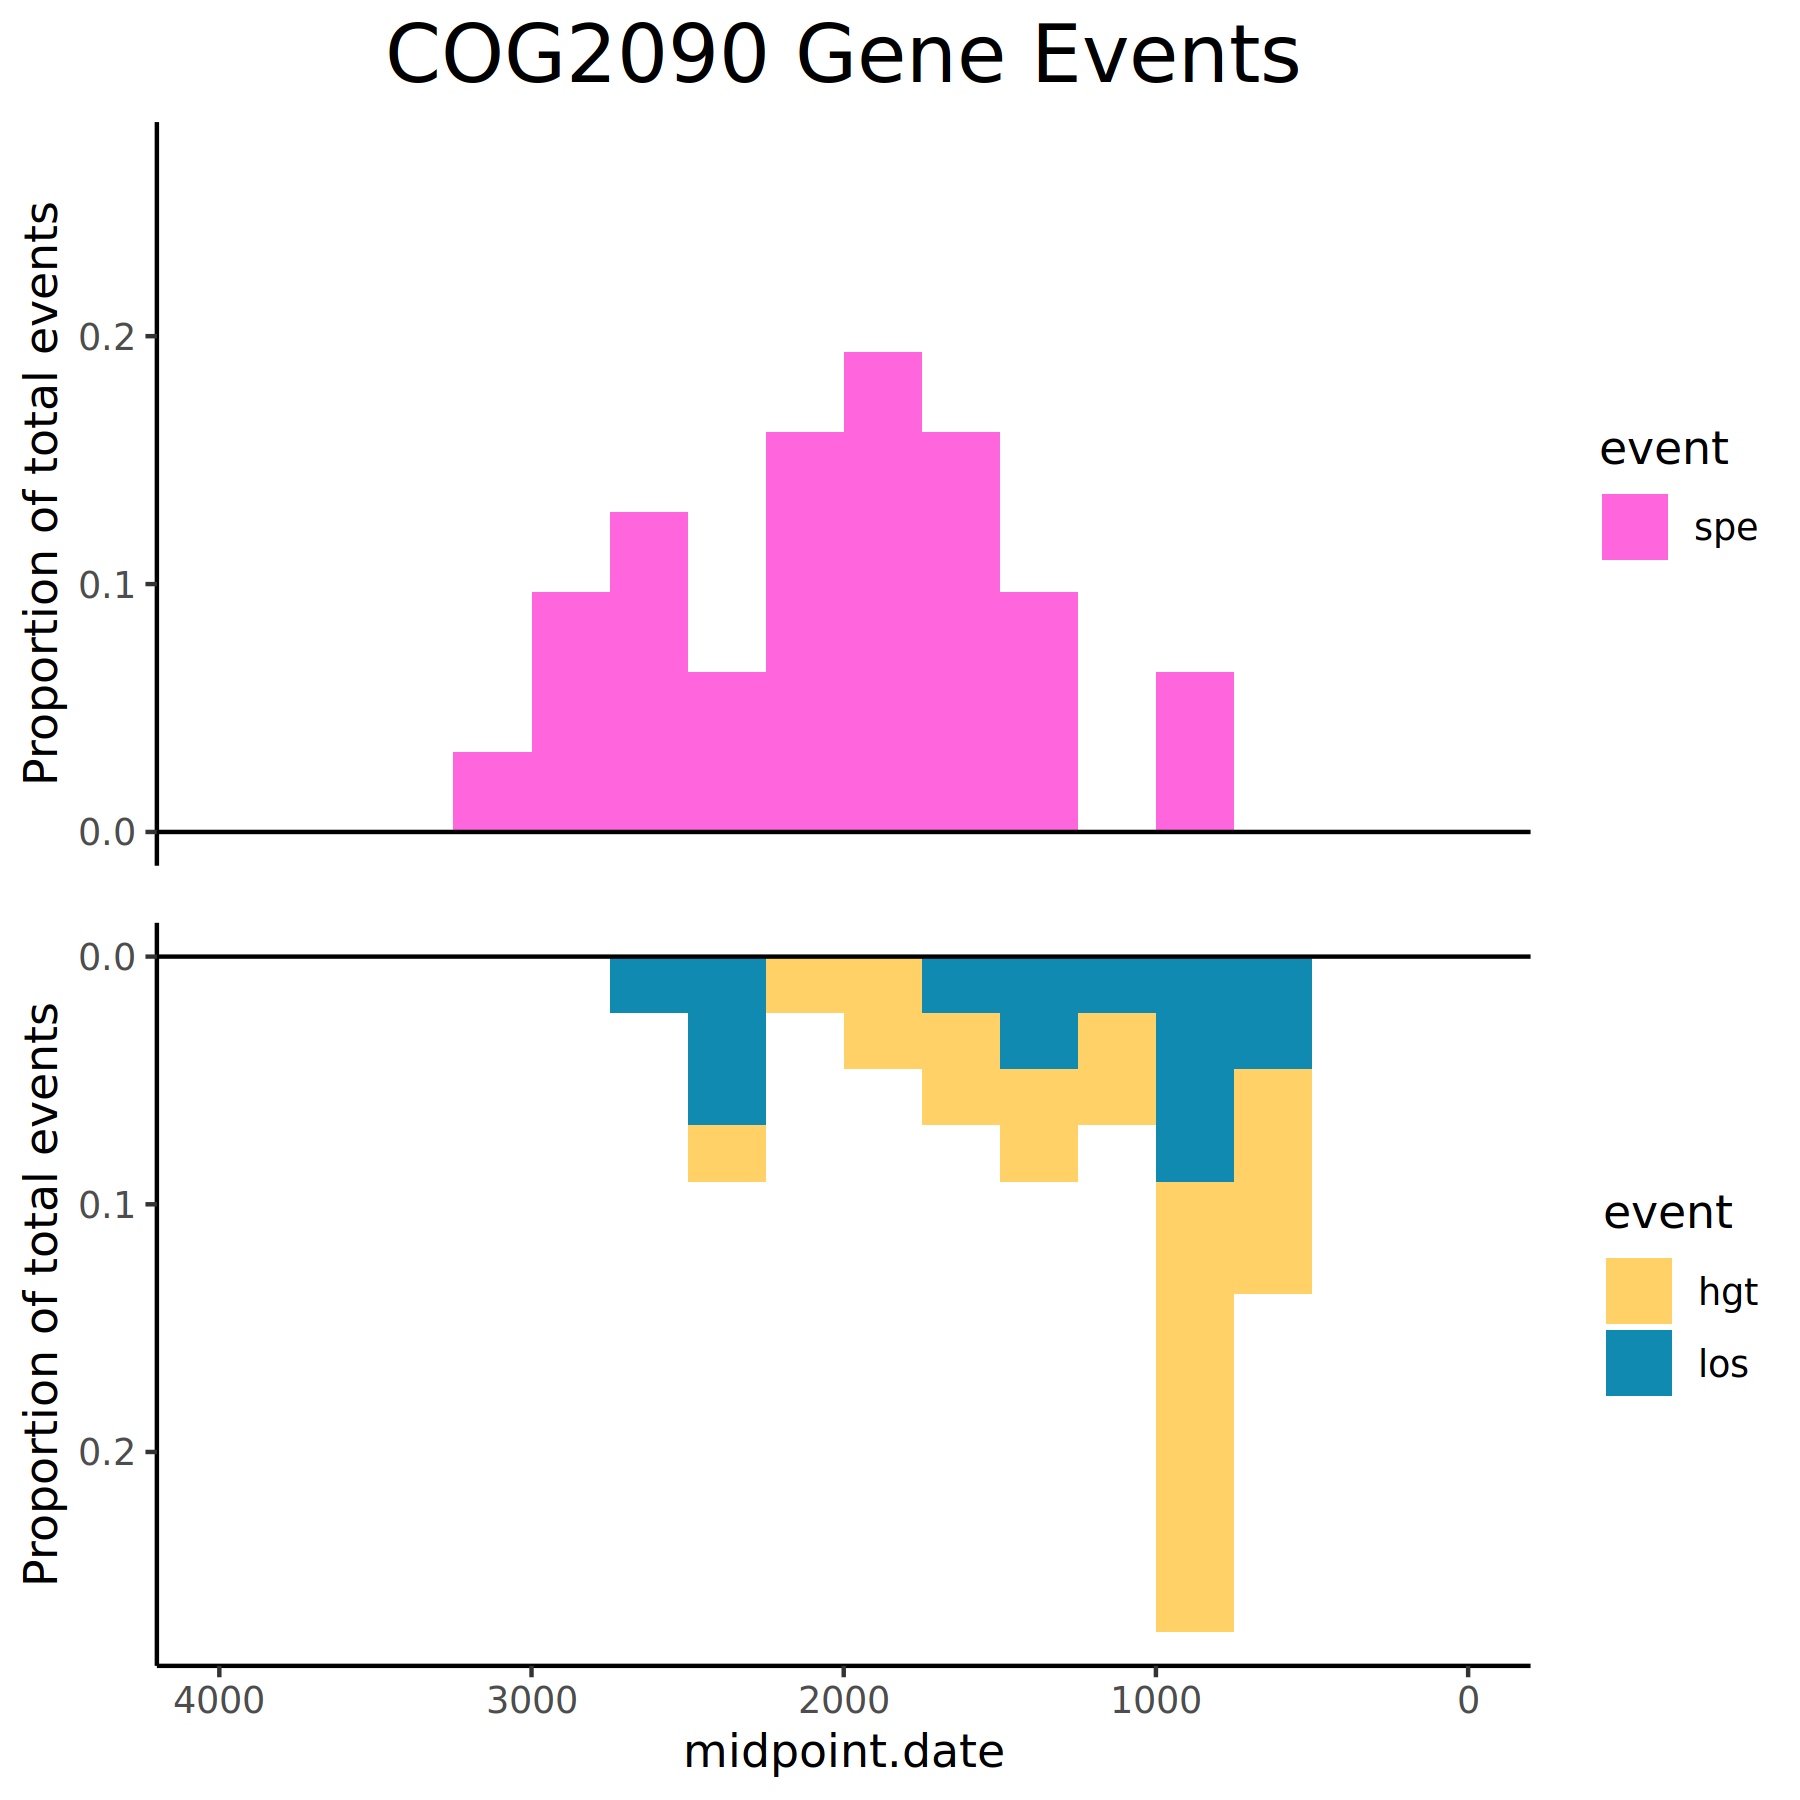 COG2090 Gene Events
Proportion of total events
0.2
0.1
0.0
event
spe
Proportion of total events
0.0
0.1
0.2
event
hgt
los
4000 3000 2000 1000 0
midpoint.date